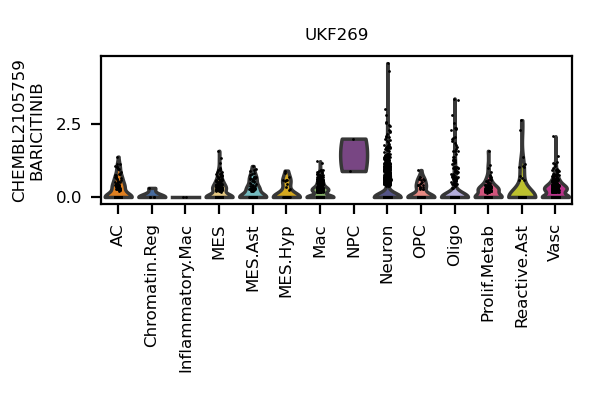 UKF269
CHEMBL2105759
BARICITINIB
2.5
0.0
AC
Chromatin.Reg
Inflammatory.Mac
MES
MES.Ast
MES.Hyp
Mac
NPC
Neuron
OPC
Oligo
Prolif.Metab
Reactive.Ast
Vasc